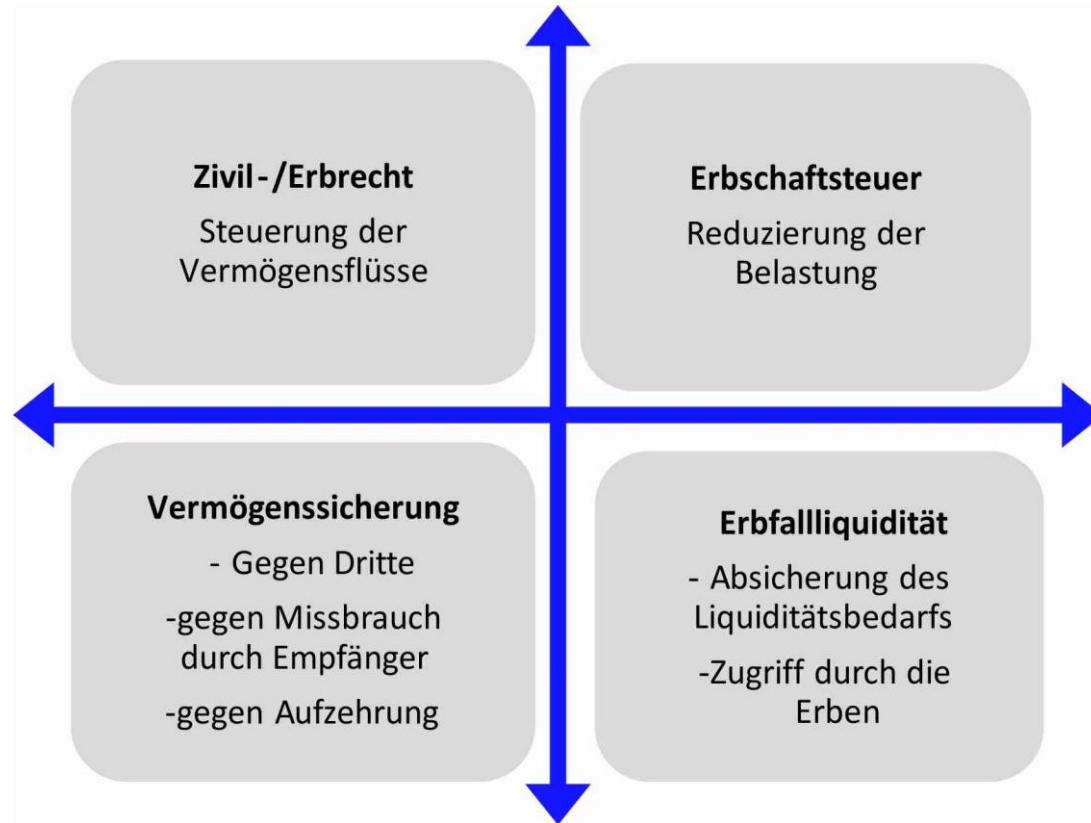 Zivil-/Erbrecht
Steuerung der
Vermögensflüsse
Erbschaftsteuer
Reduzierung der
Belastung
Vermögenssicherung
- Gegen Dritte
-gegen Missbrauch
durch Empfänger
-gegen Aufzehrung
Erbfallliquidität
- Absicherung des
Liquiditätsbedarfs
-Zugriff durch die
Erben